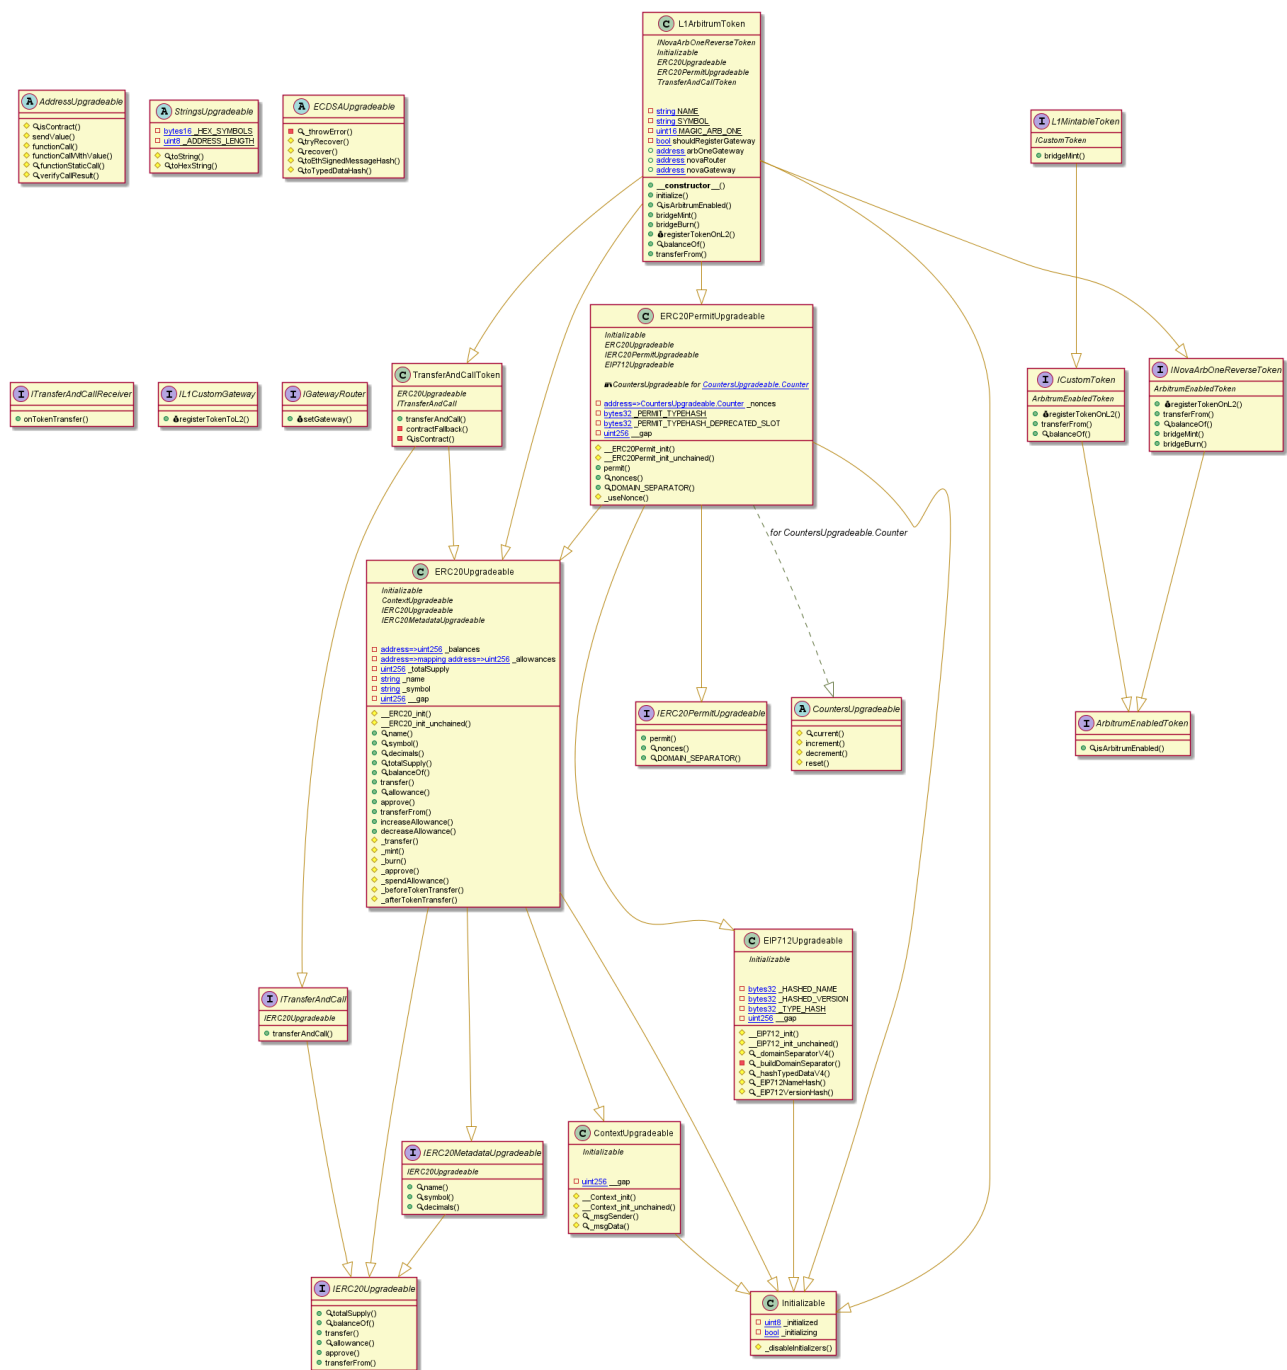 C L1ArbitrumToken
INovaArbOneReverseToken
Initializable
ERC20Upgradeable
ERC20PermitUpgradeable
TransferAndCallToken
string NAME
string SYMBOL
uint16 MAGIC_ARB_ONE
bool shouldRegisterGateway
address arbOneGateway
address novaRouter
address novaGateway
__constructor__()
initialize()
isArbitrumEnabled()
bridgeMint()
bridgeBurn()
registerTokenOnL2()
balanceOf()
transferFrom()
A AddressUpgradeable
isContract()
sendValue()
functionCall()
functionCallWithValue()
functionStaticCall()
verifyCallResult()
A StringsUpgradeable
bytes16 _HEX_SYMBOLS
uint8 _ADDRESS_LENGTH
toString()
toHexString()
A ECDSAUpgradeable
_throwError()
tryRecover()
recover()
toEthSignedMessageHash()
toTypedDataHash()
I L1MintableToken
ICustomToken
bridgeMint()
I ITransferAndCallReceiver
onTokenTransfer()
I IL1CustomGateway
registerTokenToL2()
I IGatewayRouter
setGateway()
C TransferAndCallToken
ERC20Upgradeable
ITransferAndCall
transferAndCall()
contractFallback()
isContract()
C ERC20PermitUpgradeable
Initializable
ERC20Upgradeable
IERC20PermitUpgradeable
EIP712Upgradeable
CountersUpgradeable for CountersUpgradeable.Counter
address=>CountersUpgradeable.Counter _nonces
bytes32 _PERMIT_TYPEHASH
bytes32 _PERMIT_TYPEHASH_DEPRECATED_SLOT
uint256 __gap
__ERC20Permit_init()
__ERC20Permit_init_unchained()
permit()
nonces()
DOMAIN_SEPARATOR()
_useNonce()
I ICustomToken
ArbitrumEnabledToken
registerTokenOnL2()
transferFrom()
balanceOf()
I INovaArbOneReverseToken
ArbitrumEnabledToken
registerTokenOnL2()
transferFrom()
balanceOf()
bridgeMint()
bridgeBurn()
for CountersUpgradeable.Counter
C ERC20Upgradeable
Initializable
ContextUpgradeable
IERC20Upgradeable
IERC20MetadataUpgradeable
address=>uint256 _balances
address=>mapping address=>uint256 _allowances
uint256 _totalSupply
string _name
string _symbol
uint256 __gap
__ERC20_init()
__ERC20_init_unchained()
name()
symbol()
decimals()
totalSupply()
balanceOf()
transfer()
allowance()
approve()
transferFrom()
increaseAllowance()
decreaseAllowance()
_transfer()
_mint()
_burn()
_approve()
_spendAllowance()
_beforeTokenTransfer()
_afterTokenTransfer()
I IERC20PermitUpgradeable
permit()
nonces()
DOMAIN_SEPARATOR()
A CountersUpgradeable
current()
increment()
decrement()
reset()
I ArbitrumEnabledToken
isArbitrumEnabled()
C EIP712Upgradeable
Initializable
bytes32 _HASHED_NAME
bytes32 _HASHED_VERSION
bytes32 _TYPE_HASH
uint256 __gap
__EIP712_init()
__EIP712_init_unchained()
_domainSeparatorV4()
_buildDomainSeparator()
_hashTypedDataV4()
_EIP712NameHash()
_EIP712VersionHash()
I ITransferAndCall
IERC20Upgradeable
transferAndCall()
I IERC20MetadataUpgradeable
IERC20Upgradeable
name()
symbol()
decimals()
C ContextUpgradeable
Initializable
uint256 __gap
__Context_init()
__Context_init_unchained()
_msgSender()
_msgData()
I IERC20Upgradeable
totalSupply()
balanceOf()
transfer()
allowance()
approve()
transferFrom()
C Initializable
uint8 _initialized
bool _initializing
_disableInitializers()